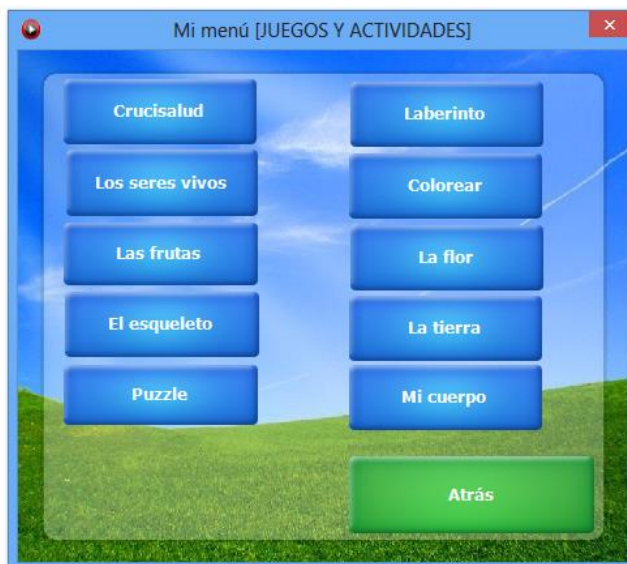 Mi menú [JUEGOS Y ACTIVIDADES]
Crucisalud
Laberinto
Los seres vivos
Colorear
Las frutas
La flor
El esqueleto
La tierra
Puzzle
Mi cuerpo
Atrás